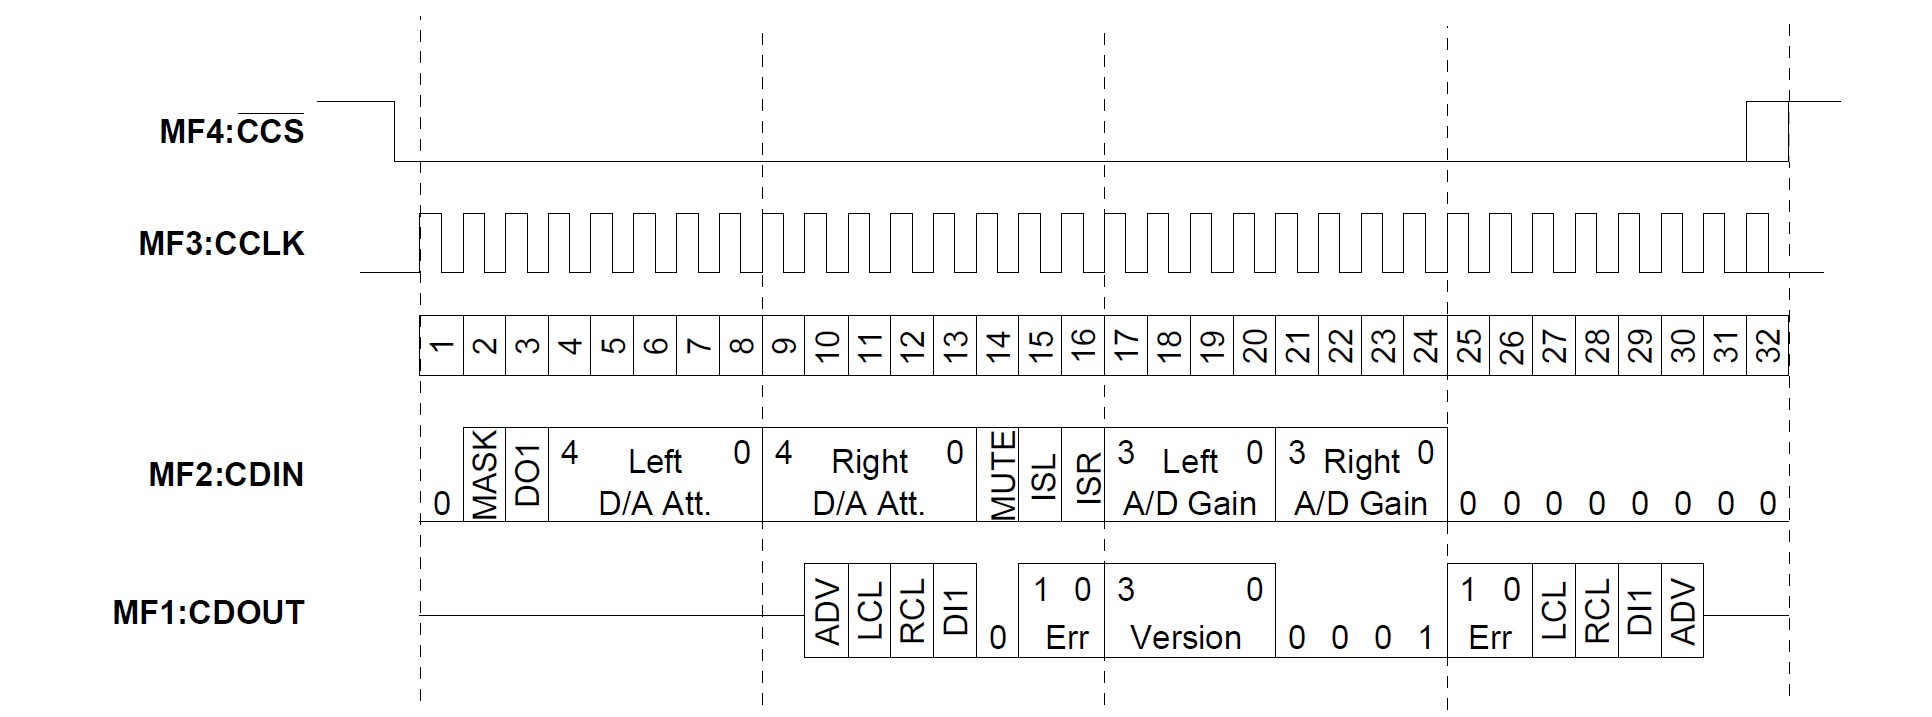 MF4:CCS
MF3:CCLK
1 2 3 4 5 6 7 8 9 10 11 12 13 14 15 16 17 18 19 20 21 22 23 24 25 26 27 28 29 30 31 32
MF2:CDIN
0 MASK DO1 4 Left 0 4 Right 0 MUTE ISL ISR 3 Left 0 3 Right 0
D/A Att. D/A Att. A/D Gain A/D Gain 0 0 0 0 0 0 0 0
MF1:CDOUT
ADV LCL RCL DI1 0 1 0 3 0 0 0 0 1 1 0 LCL RCL DI1 ADV
Err Version Err